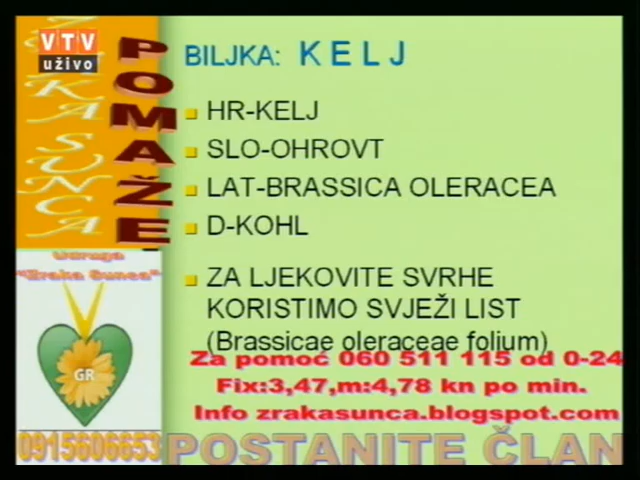 VTV
uživo
ZRAKA SUNCA
POMAŽE
BILJKA: KELJ
HR-KELJ
SLO-OHROVT
LAT-BRASSICA OLERACEA
D-KOHL
ZA LJEKOVITE SVRHE
KORISTIMO SVJEŽI LIST
(Brassicae oleraceae folium)
Udruga
"Zraka Sunca"
GR
0915606653
Za pomoć 060 511 115 od 0-24
Fix:3,47,m:4,78 kn po min.
Info zrakasunca.blogspot.com
POSTANITE ČLAN